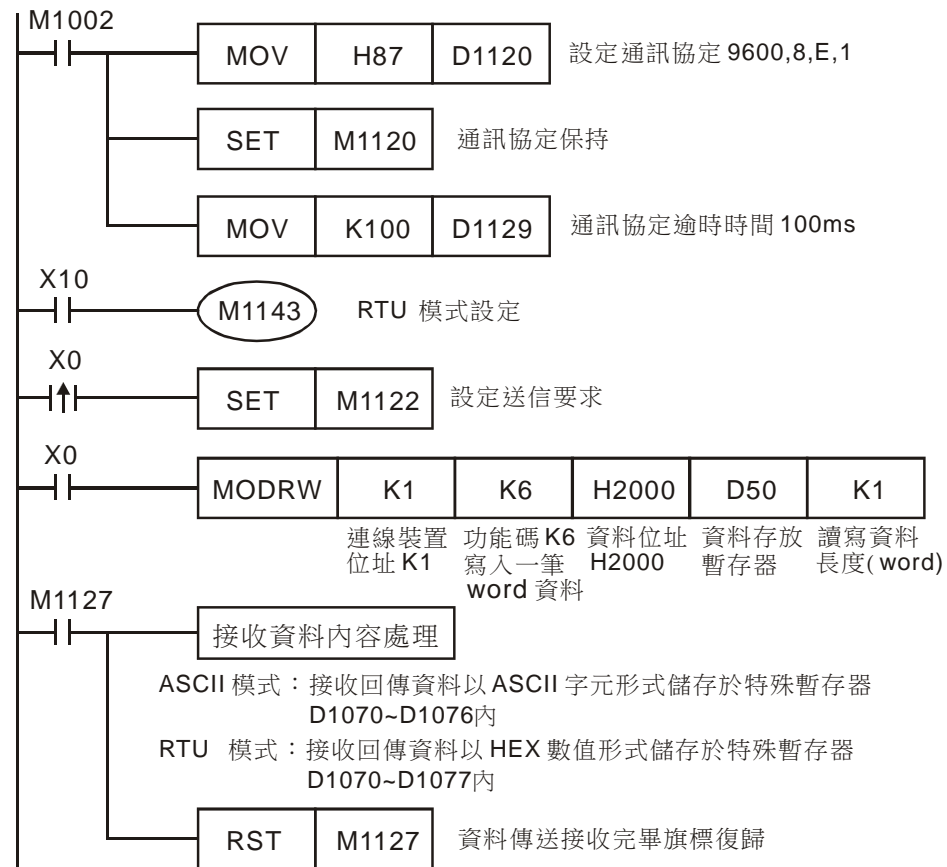 M1002
MOV H87 D1120 設定通訊協定 9600,8,E,1
SET M1120 通訊協定保持
MOV K100 D1129 通訊協定逾時時間 100ms
X10
M1143 RTU 模式設定
X0
SET M1122 設定送信要求
X0
MODRW K1 K6 H2000 D50 K1
連線裝置 功能碼 K6 資料位址 資料存放 讀寫資料
位址 K1 寫入一筆 H2000 暫存器 長度(word)
word 資料
M1127
接收資料內容處理
ASCII 模式：接收回傳資料以 ASCII 字元形式儲存於特殊暫存器
D1070~D1076內
RTU 模式：接收回傳資料以 HEX 數值形式儲存於特殊暫存器
D1070~D1077內
RST M1127 資料傳送接收完畢旗標復歸